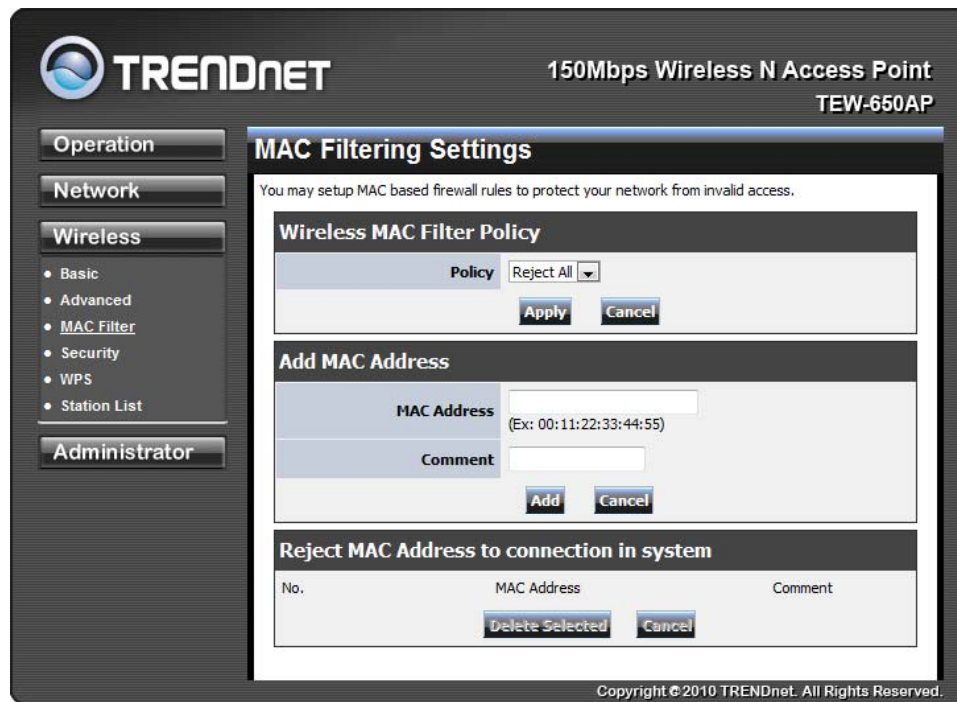 TRENDNET
150Mbps Wireless N Access Point
TEW-650AP
Operation
Network
Wireless
Basic
Advanced
MAC Filter
Security
WPS
Station List
Administrator
MAC Filtering Settings
You may setup MAC based firewall rules to protect your network from invalid access.
Wireless MAC Filter Policy
Policy Reject All
Apply Cancel
Add MAC Address
MAC Address
(Ex: 00:11:22:33:44:55)
Comment
Add Cancel
Reject MAC Address to connection in system
No. MAC Address Comment
Delete Selected Cancel
Copyright © 2010 TRENDnet. All Rights Reserved.